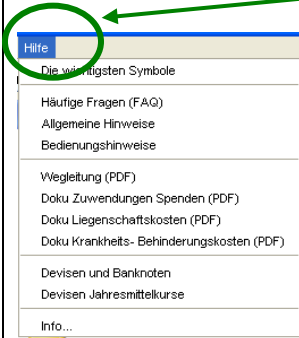 Hilfe
Die wichtigsten Symbole
Häufige Fragen (FAQ)
Allgemeine Hinweise
Bedienungshinweise
Wegleitung (PDF)
Doku Zuwendungen Spenden (PDF)
Doku Liegenschaftskosten (PDF)
Doku Krankheits- Behinderungskosten (PDF)
Devisen und Banknoten
Devisen Jahresmittelkurse
Info...